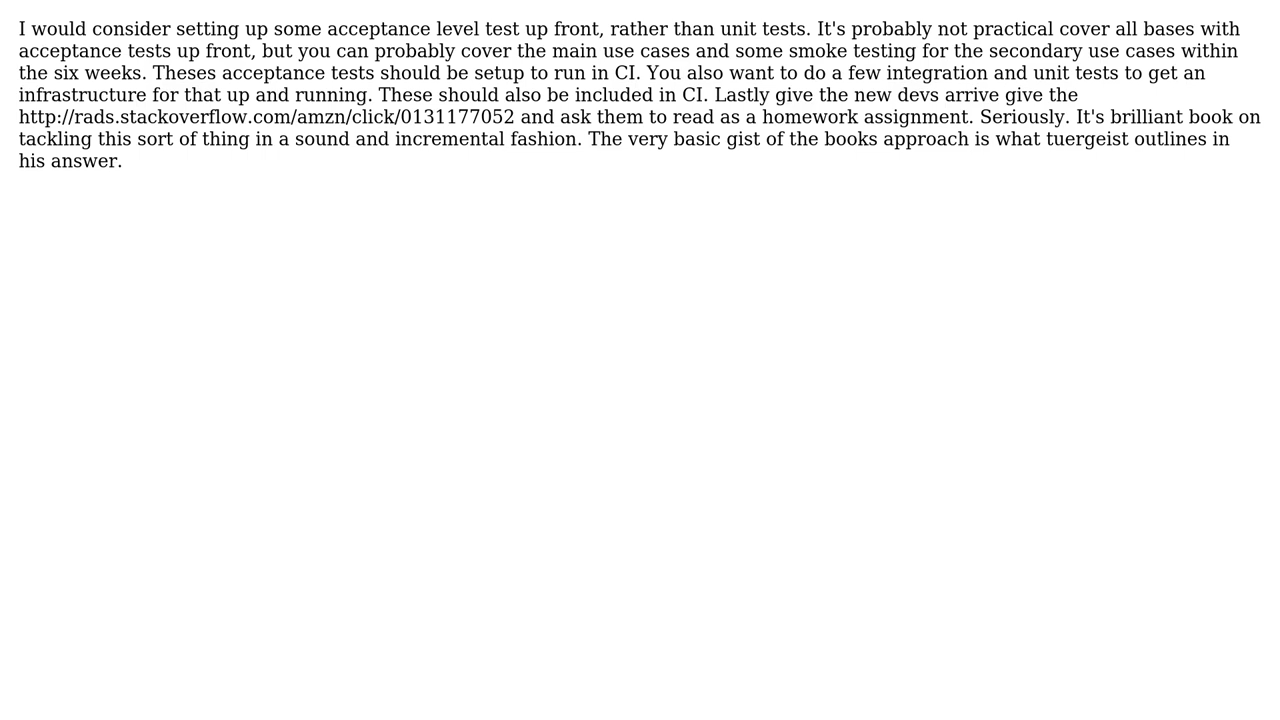 I would consider setting up some acceptance level test up front, rather than unit tests. It's probably not practical cover all bases with
acceptance tests up front, but you can probably cover the main use cases and some smoke testing for the secondary use cases within
the six weeks. Theses acceptance tests should be setup to run in CI. You also want to do a few integration and unit tests to get an
infrastructure for that up and running. These should also be included in CI. Lastly give the new devs arrive give the
http://rads.stackoverflow.com/amzn/click/0131177052 and ask them to read as a homework assignment. Seriously. It's brilliant book on
tackling this sort of thing in a sound and incremental fashion. The very basic gist of the books approach is what tuergeist outlines in
his answer.